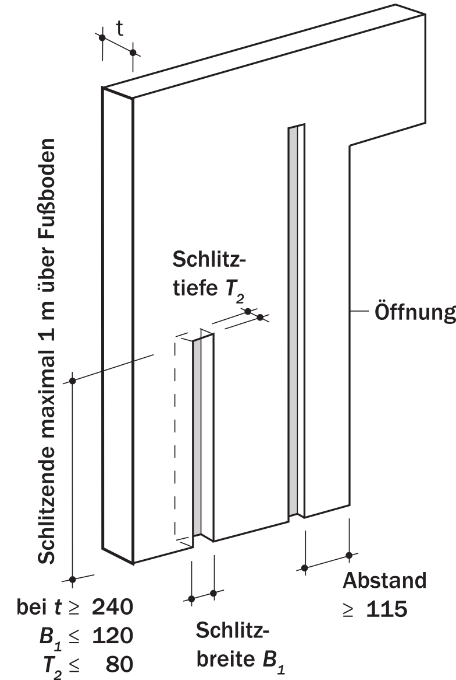 t
Schlitzende maximal 1 m über Fußboden
Schlitz-
tiefe T2
Öffnung
Abstand
≥ 115
bei t ≥ 240
B1 ≤ 120
T2 ≤ 80
Schlitz-
breite B1